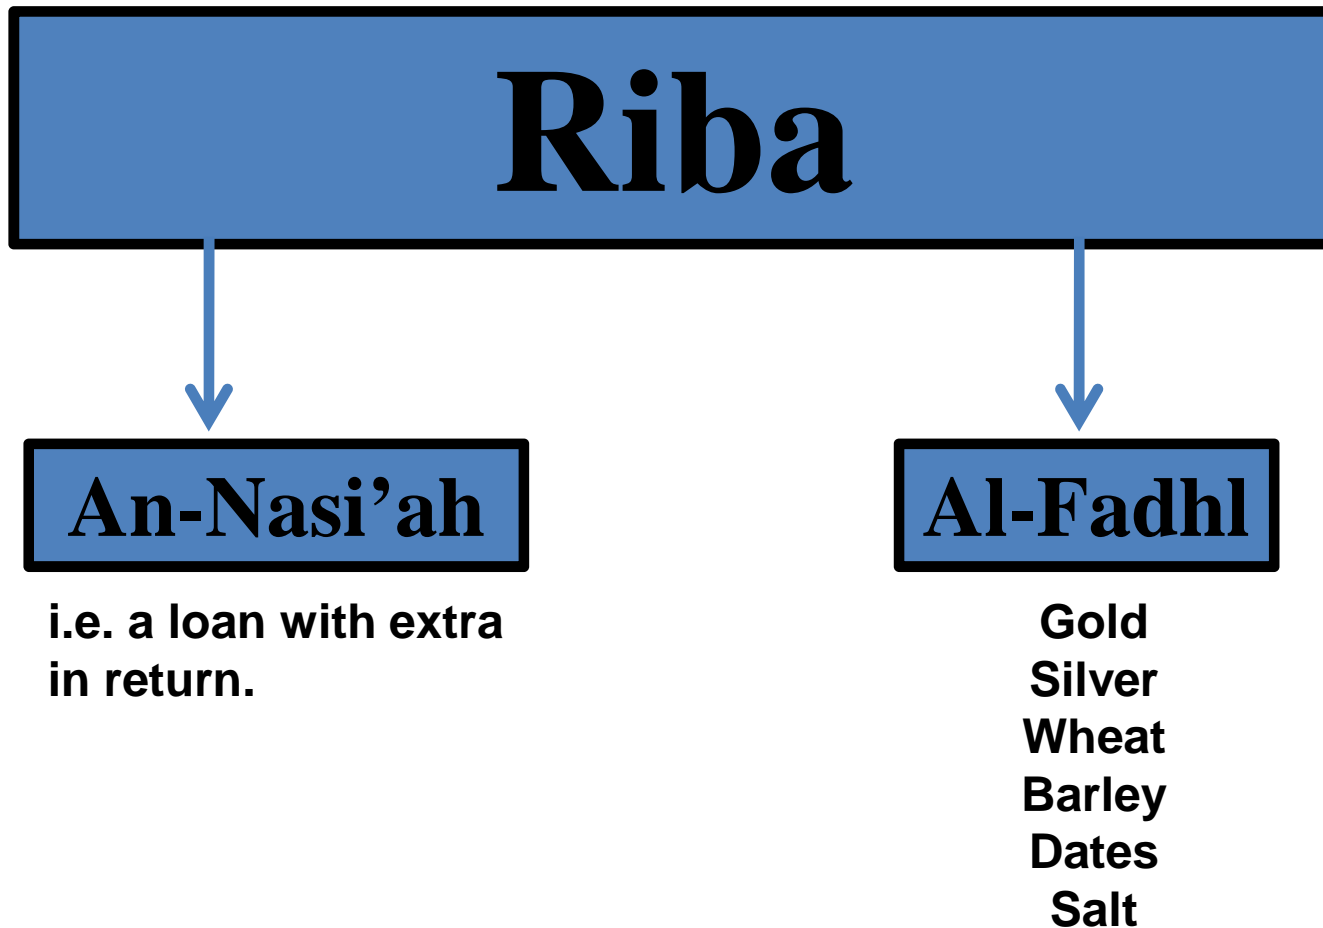 Riba
An-Nasi’ah
Al-Fadhl
i.e. a loan with extra
in return.
Gold
Silver
Wheat
Barley
Dates
Salt